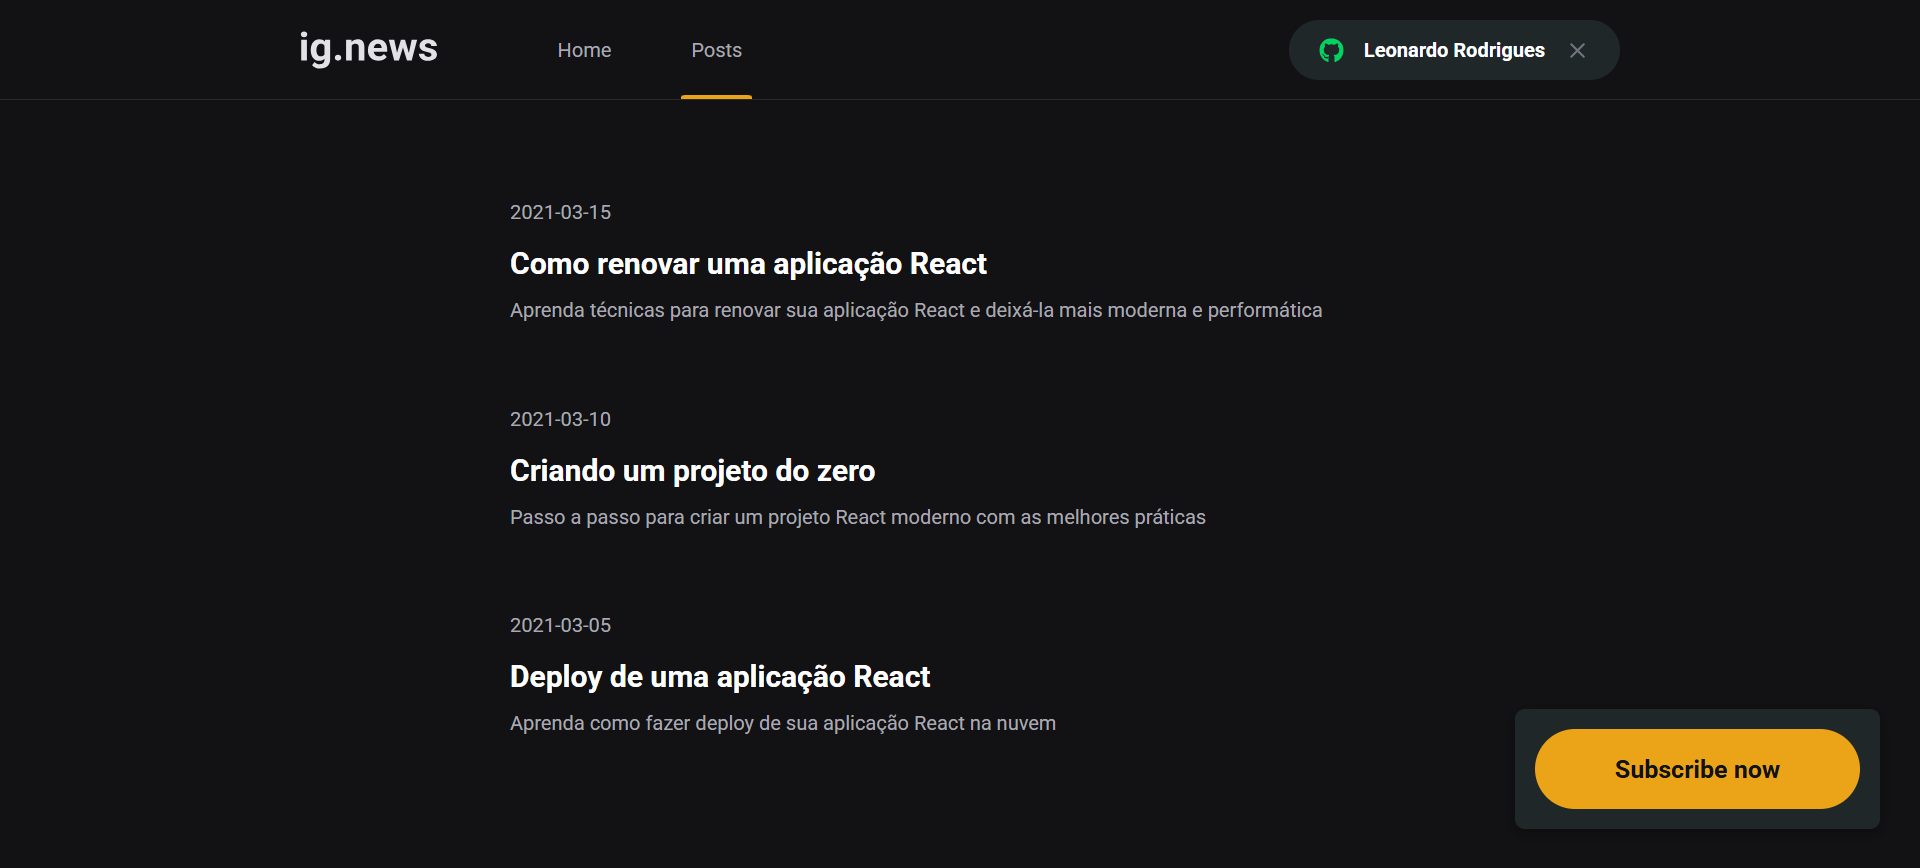 ig.news
Home
Posts
Leonardo Rodrigues
2021-03-15
Como renovar uma aplicação React
Aprenda técnicas para renovar sua aplicação React e deixá-la mais moderna e performática
2021-03-10
Criando um projeto do zero
Passo a passo para criar um projeto React moderno com as melhores práticas
2021-03-05
Deploy de uma aplicação React
Aprenda como fazer deploy de sua aplicação React na nuvem
Subscribe now